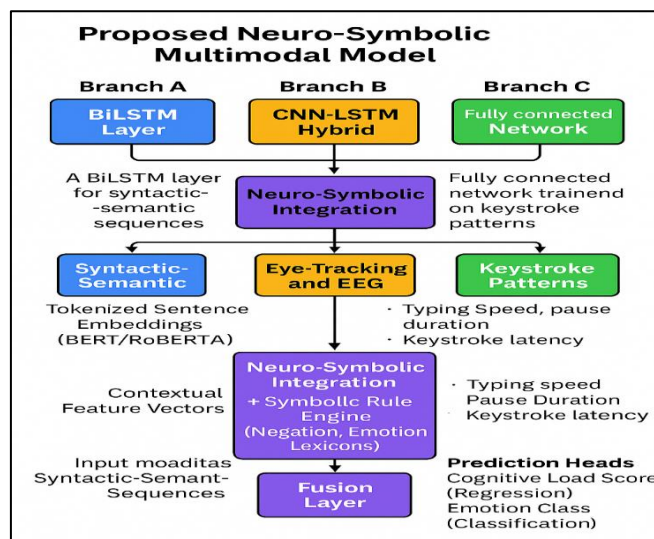 Proposed Neuro-Symbolic
Multimodal Model
Branch A
Branch B
Branch C
BiLSTM
Layer
CNN-LSTM
Hybrid
Fully connected
Network
A BiLSTM layer
for syntactic-
-semantic
sequences
Neuro-Symbolic
Integration
Fully connected
network trainend
on keystroke
patterns
Syntactic-
Semantic
Eye-Tracking
and EEG
Keystroke
Patterns
Tokenized Sentence
Embeddings
(BERT/RoBERTA)
· Typing Speed, pause
duration
· Keystroke latency
Contextual
Feature Vectors
Neuro-Symbolic
Integration
+ Symbollc Rule
Engine
(Negation, Emotion
Lexicons)
· Typing speed
Pause Duration
Keystroke latency
Input moaditas
Syntactic-Semant-
Sequences
Fusion
Layer
Prediction Heads
Cognitive Load Score
(Regression)
Emotion Class
(Classification)